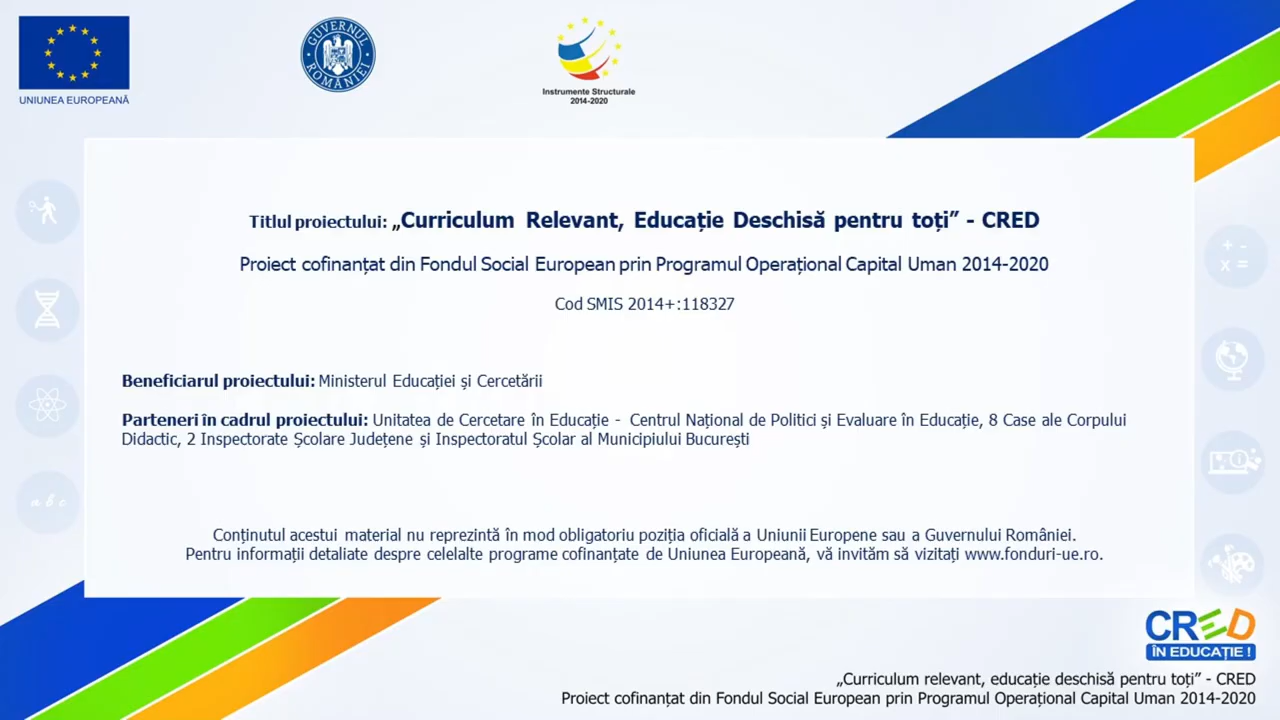 UNIUNEA EUROPEANĂ
GUVERNUL ROMÂNIEI
Instrumente Structurale
2014-2020
Titlul proiectului: „Curriculum Relevant, Educație Deschisă pentru toți” - CRED
Proiect cofinanțat din Fondul Social European prin Programul Operațional Capital Uman 2014-2020
Cod SMIS 2014+:118327
Beneficiarul proiectului: Ministerul Educației și Cercetării
Parteneri în cadrul proiectului: Unitatea de Cercetare în Educație - Centrul Național de Politici și Evaluare în Educație, 8 Case ale Corpului
Didactic, 2 Inspectorate Școlare Județene și Inspectoratul Școlar al Municipiului București
a b c
+ -
x =
Conținutul acestui material nu reprezintă în mod obligatoriu poziția oficială a Uniunii Europene sau a Guvernului României.
Pentru informații detaliate despre celelalte programe cofinanțate de Uniunea Europeană, vă invităm să vizitați www.fonduri-ue.ro.
CRED
ÎN EDUCAȚIE !
„Curriculum relevant, educație deschisă pentru toți” - CRED
Proiect cofinanțat din Fondul Social European prin Programul Operațional Capital Uman 2014-2020